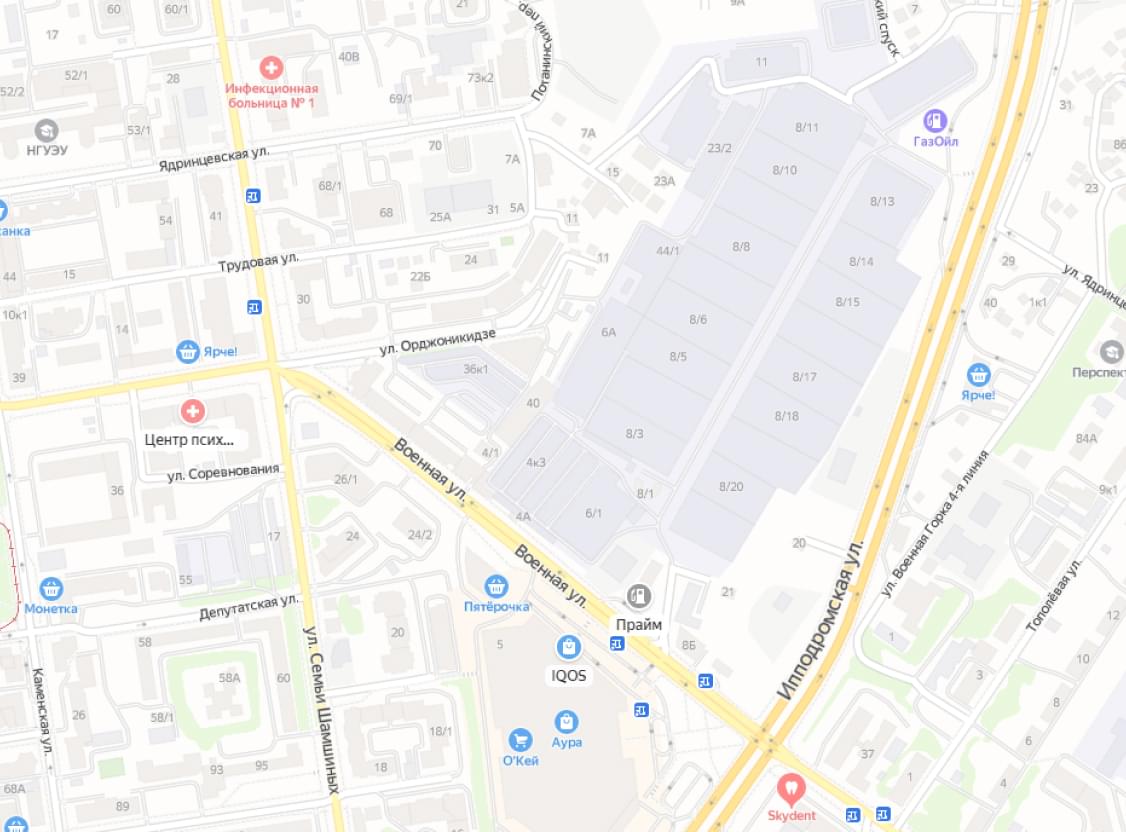 60
60/1
21
9А
7
17
кий спуск
Потанинский пер.
40В
11
52/1
28
Инфекционная
больница № 1
73к2
52/2
69/1
31
53/1
НГУЭУ
ГазОйл
8/11
7А
70
23/2
86
Ядринцевская ул.
7А
8/10
15
23А
68/1
23
54
41
68
25А
31
5А
11
8/13
анка
44/1
8/8
Трудовая ул.
24
11
8/14
29
ул. Ядринце
15
44
22Б
30
8/15
40
1к1
10к1
14
8/6
6А
ул. Орджоникидзе
Ярче!
8/5
Перспект
36к1
8/17
39
Ярче!
40
8/18
Центр псих...
8/3
84А
Военная ул.
4/1
4к3
ул. Соревнования
26/1
36
8/1
8/20
9к1
4А
6/1
ул. Военная Горка 4-я линия
17
24
24/2
20
Военная ул.
55
Монетка
Депутатская ул.
Пятёрочка
21
Прайм
Тополёвая ул.
Ипподромская ул.
12
58
20
5
8Б
1
10
58А
60
IQOS
3
ул. Семьи Шамшиных
Каменская ул.
26
58/1
8
18/1
Аура
6
О'Кей
37
93
95
18
1
4
68А
89
Skydent